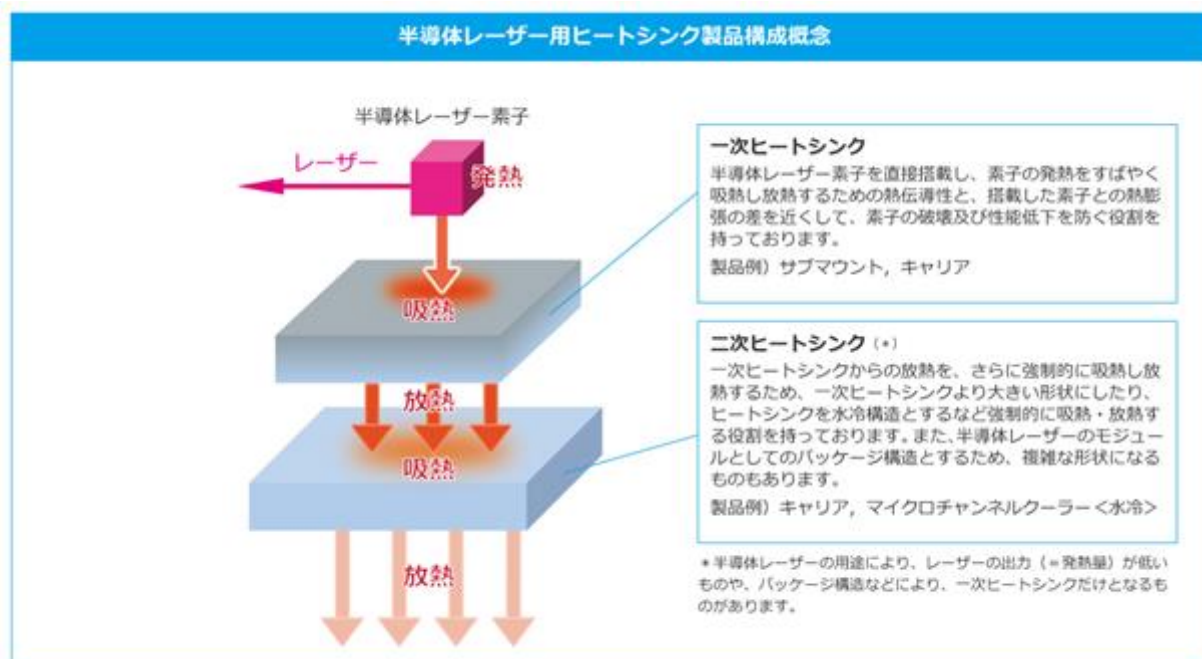 半導体レーザー用ヒートシンク製品構成概念
半導体レーザー素子
レーザー
発熱
吸熱
放熱
吸熱
放熱
一次ヒートシンク
半導体レーザー素子を直接搭載し、素子の発熱をすばやく
吸熱し放熱するための熱伝導性と、搭載した素子との熱膨
張の差を近くして、素子の破壊及び性能低下を防ぐ役割を
持っております。
製品例）サブマウント, キャリア
二次ヒートシンク（*）
一次ヒートシンクからの放熱を、さらに強制的に吸熱し放
熱するため、一次ヒートシンクより大きい形状にしたり、
ヒートシンクを水冷構造とするなど強制的に吸熱・放熱す
る役割を持っております。また、半導体レーザーのモジュー
ルとしてのパッケージ構造とするため、複雑な形状になる
ものもあります。
製品例）キャリア, マイクロチャンネルクーラー＜水冷＞
*半導体レーザーの用途により、レーザーの出力（=発熱量）が低い
ものや、パッケージ構造などにより、一次ヒートシンクだけとなるも
のがあります。